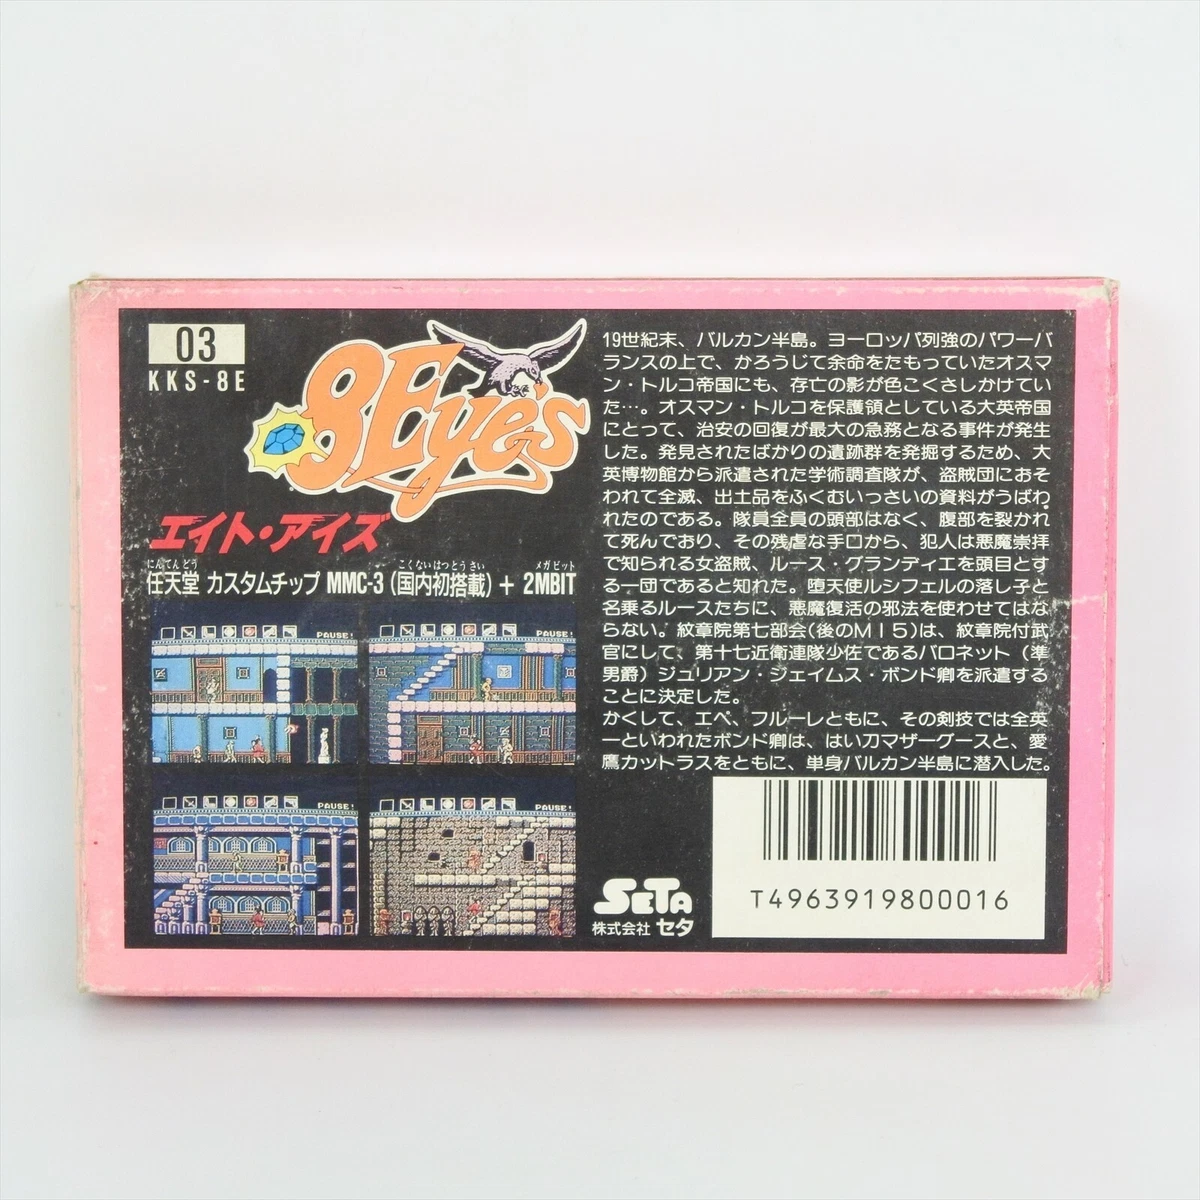 03
KKS-8E
8Eye's
エイト・アイズ
にんてんどう こくないはつとうさい メガビット
任天堂 カスタムチップ MMC-3 (国内初搭載) + 2MBIT
PAUSE!
PAUSE!
PAUSE!
PAUSE!
19世紀末、バルカン半島。ヨーロッパ列強のパワーバ
ランスの上で、かろうじて余命をたもっていたオスマ
ン・トルコ帝国にも、存亡の影が色こくさしかけてい
た…。オスマン・トルコを保護領としている大英帝国
にとって、治安の回復が最大の急務となる事件が発生
した。発見されたばかりの遺跡群を発掘するため、大
英博物館から派遣された学術調査隊が、盗賊団におそ
われて全滅、出土品をふくむいっさいの資料がうばわ
れたのである。隊員全員の頭部はなく、腹部を裂かれ
て死んでおり、その残虐な手口から、犯人は悪魔崇拝
で知られる女盗賊、ルース・グランディエを頭目とす
る一団であると知れた。堕天使ルシフェルの落し子と
名乗るルースたちに、悪魔復活の邪法を使わせてはな
らない。紋章院第七部会(後のMI5)は、紋章院付武
官にして、第十七近衛連隊少佐であるバロネット (準
男爵) ジュリアン・ジェイムス・ボンド卿を派遣する
ことに決定した。
かくして、エペ、フルーレともに、その剣技では全英
一といわれたボンド卿は、はい刀マザーグースと、愛
鷹カットラスをともに、単身バルカン半島に潜入した。
SETA
株式会社 セタ
T4963919800016